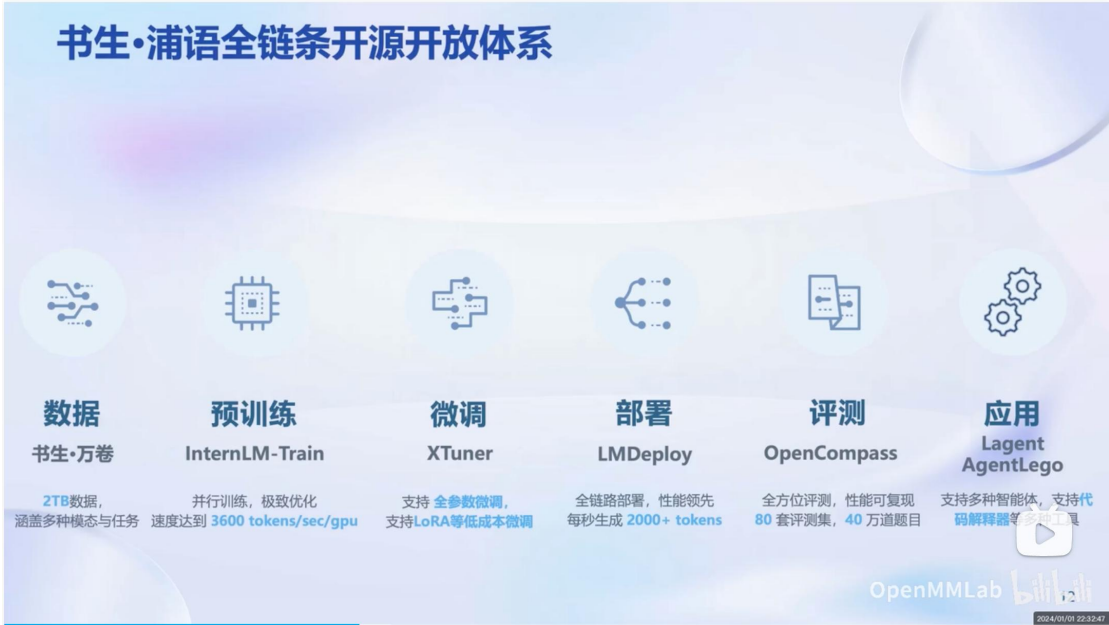 书生·浦语全链条开源开放体系
数据
书生·万卷
2TB数据，
涵盖多种模态与任务
预训练
InternLM-Train
并行训练，极致优化
速度达到 3600 tokens/sec/gpu
微调
XTuner
支持 全参数微调，
支持LoRA等低成本微调
部署
LMDeploy
全链路部署，性能领先
每秒生成 2000+ tokens
评测
OpenCompass
全方位评测，性能可复现
80 套评测集，40 万道题目
应用
Lagent
AgentLego
支持多种智能体，支持代
码解释器等多种工具
OpenMMLab bilibili
2024/01/01 22:32:47